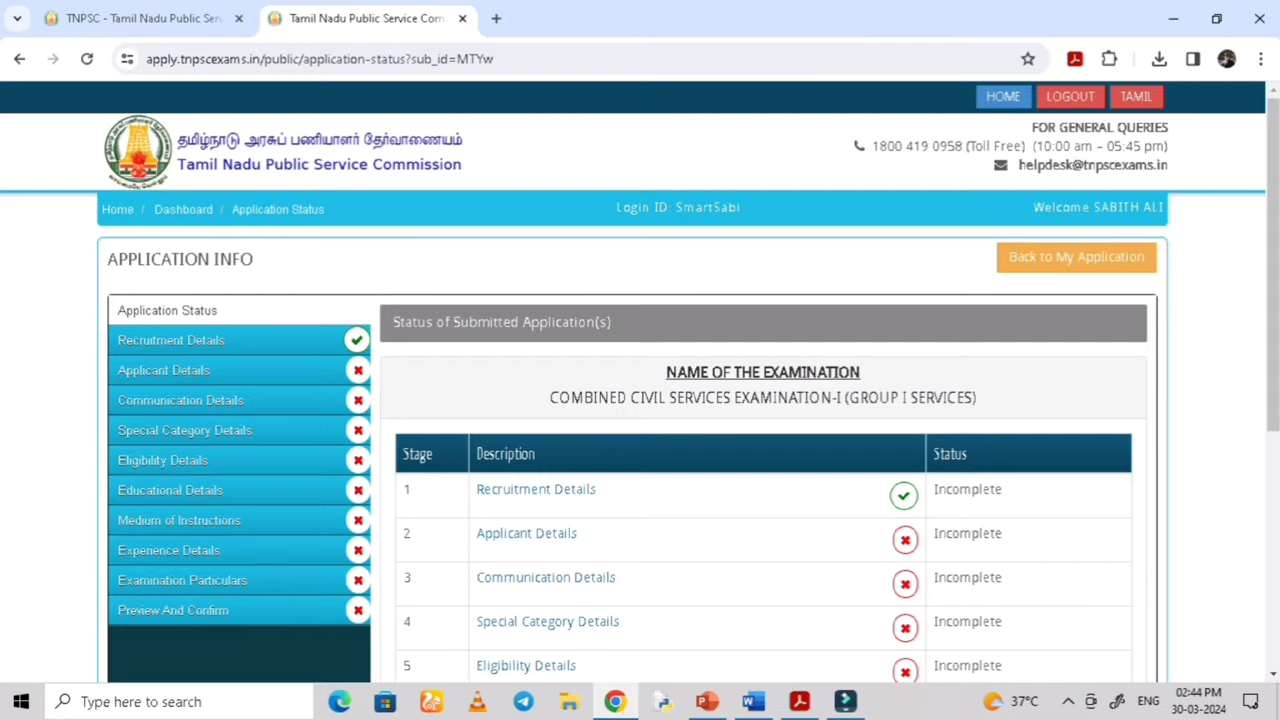 TNPSC - Tamil Nadu Public Ser
Tamil Nadu Public Service Com
apply.tnpscexams.in/public/application-status?sub_id=MTYw
HOME LOGOUT TAMIL
தமிழ்நாடு அரசுப் பணியாளர் தேர்வாணையம்
Tamil Nadu Public Service Commission
FOR GENERAL QUERIES
1800 419 0958 (Toll Free) (10:00 am – 05:45 pm)
helpdesk@tnpscexams.in
Home / Dashboard / Application Status
Login ID: SmartSabi
Welcome SABITH ALI
APPLICATION INFO
Back to My Application
Application Status
Recruitment Details
Applicant Details
Communication Details
Special Category Details
Eligibility Details
Educational Details
Medium of Instructions
Experience Details
Examination Particulars
Preview And Confirm
Status of Submitted Application(s)
NAME OF THE EXAMINATION
COMBINED CIVIL SERVICES EXAMINATION-I (GROUP I SERVICES)
Stage Description Status
1 Recruitment Details Incomplete
2 Applicant Details Incomplete
3 Communication Details Incomplete
4 Special Category Details Incomplete
5 Eligibility Details Incomplete
Type here to search
37°C
ENG
02:44 PM
30-03-2024